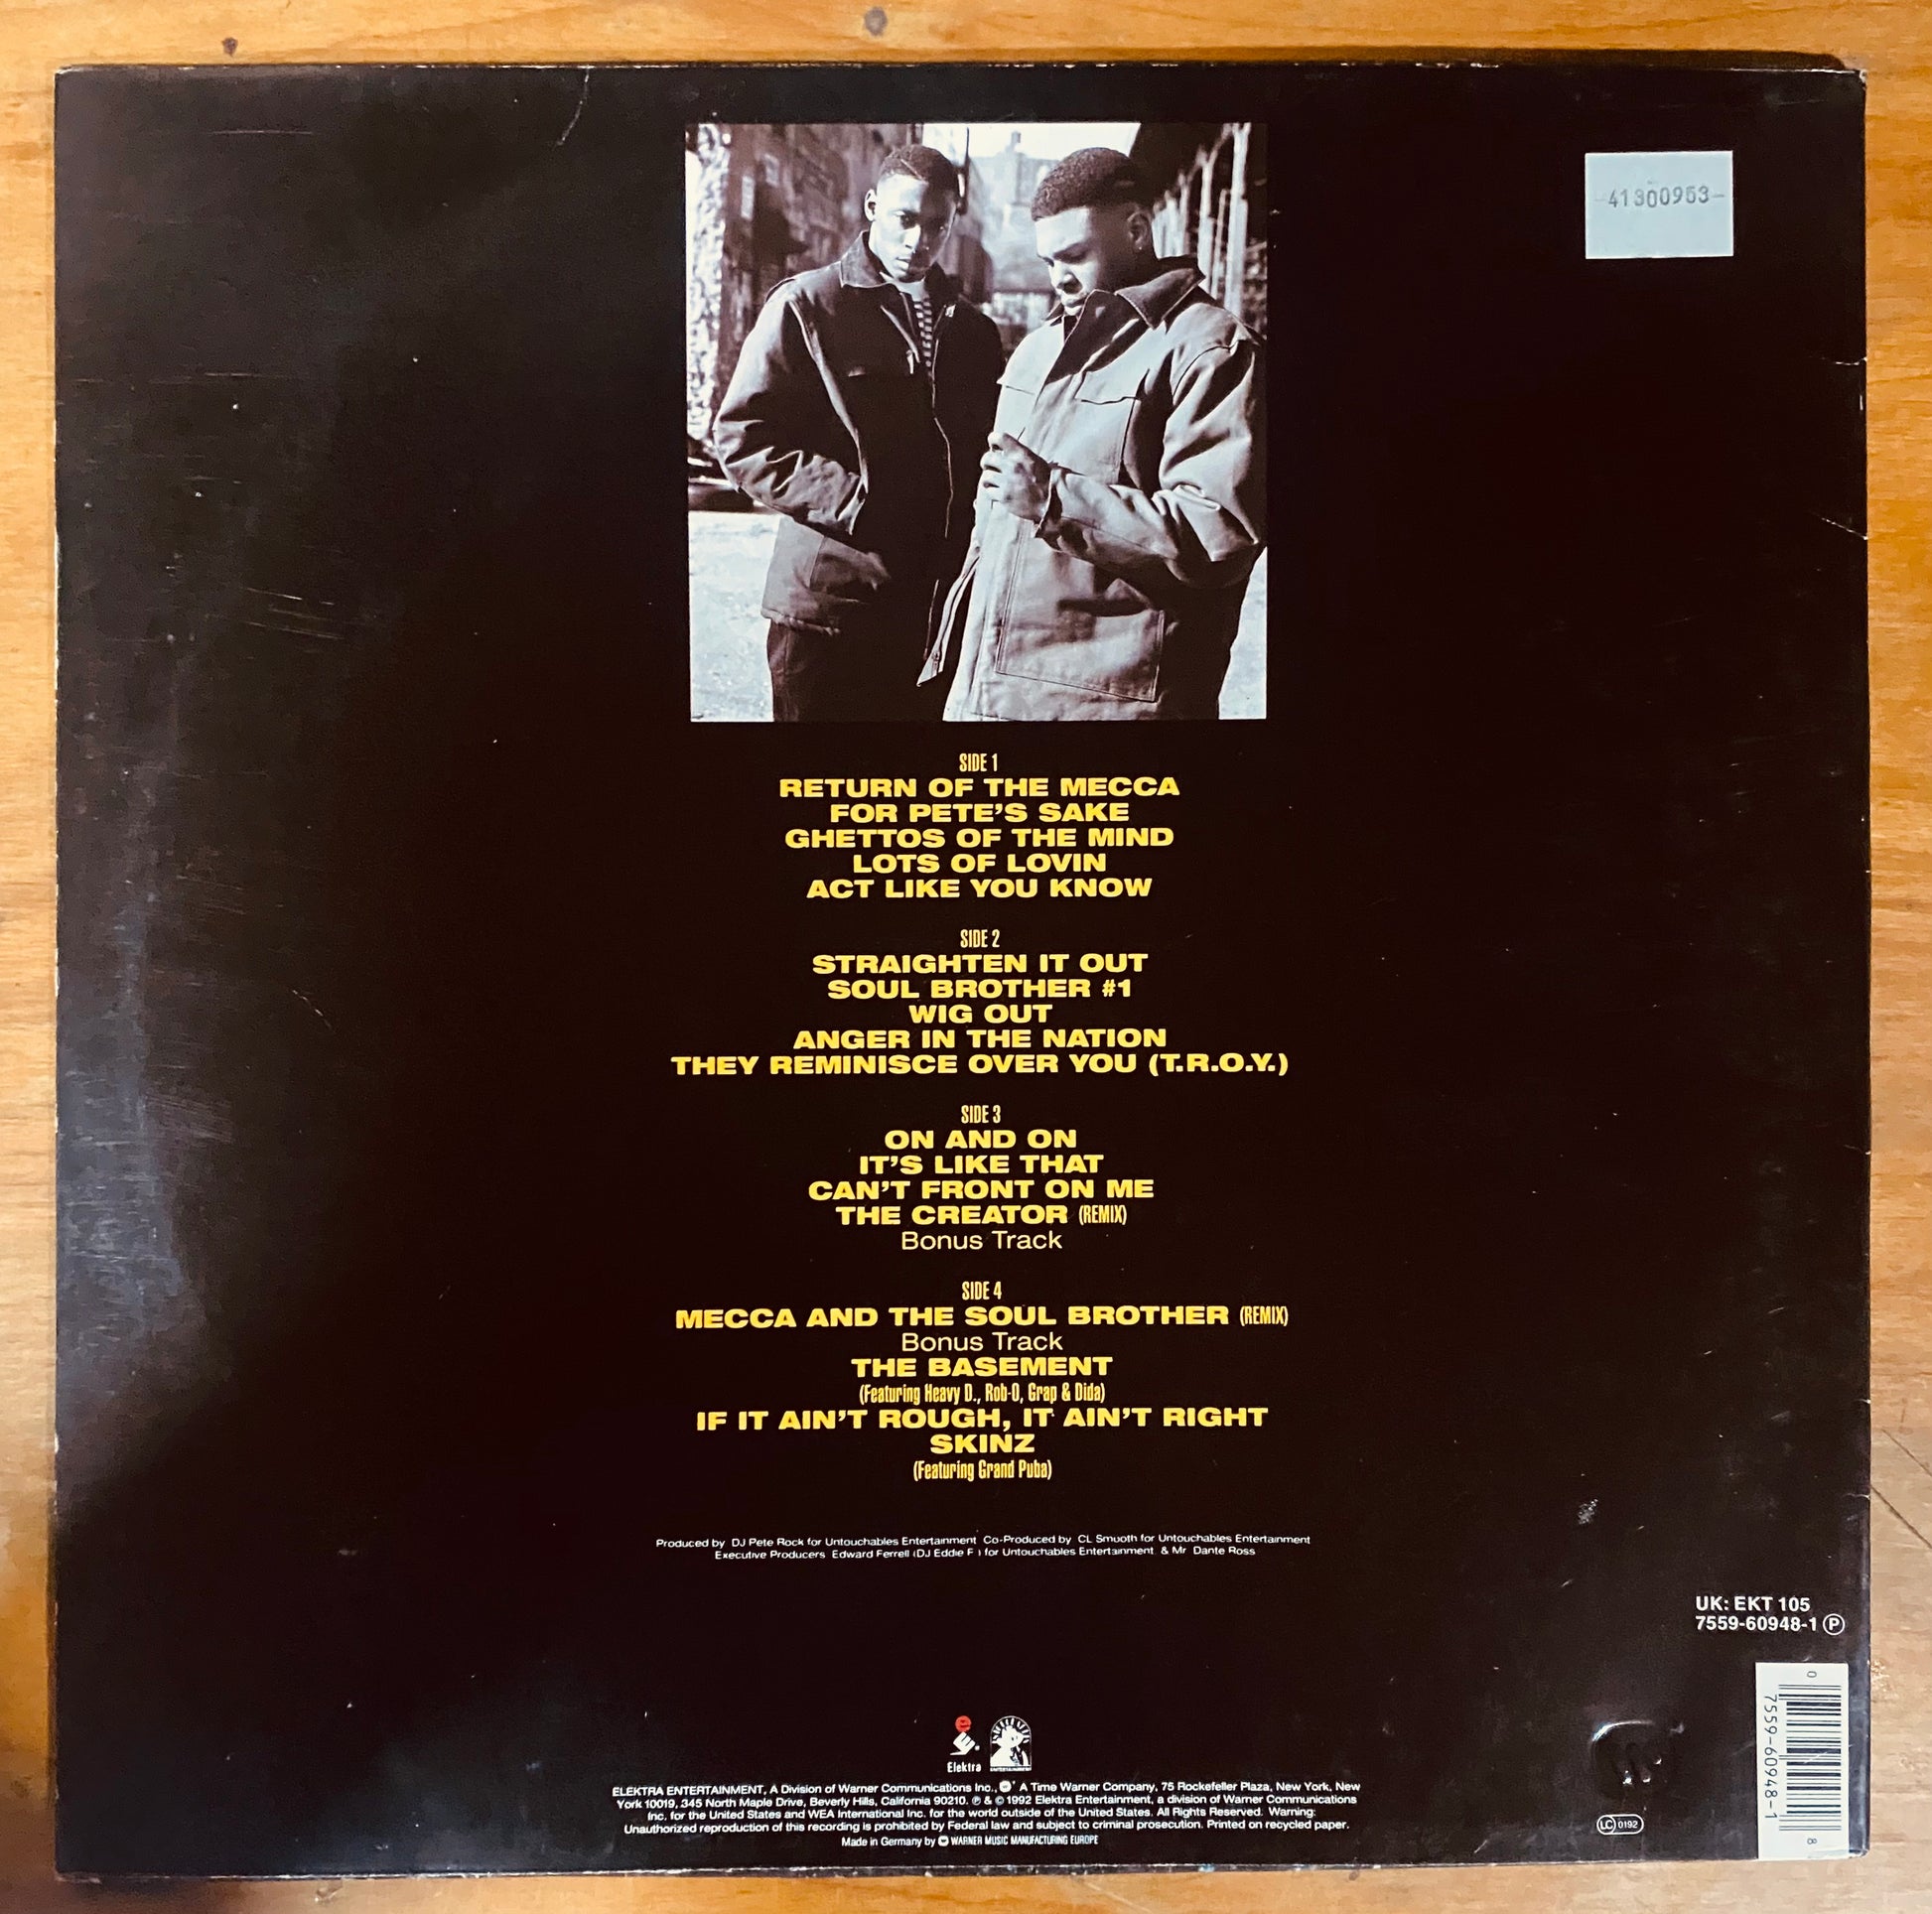 -41300953-
SIDE 1
RETURN OF THE MECCA
FOR PETE'S SAKE
GHETTOS OF THE MIND
LOTS OF LOVIN
ACT LIKE YOU KNOW
SIDE 2
STRAIGHTEN IT OUT
SOUL BROTHER #1
WIG OUT
ANGER IN THE NATION
THEY REMINISCE OVER YOU (T.R.O.Y.)
SIDE 3
ON AND ON
IT'S LIKE THAT
CAN'T FRONT ON ME
THE CREATOR (REMIX)
Bonus Track
SIDE 4
MECCA AND THE SOUL BROTHER (REMIX)
Bonus Track
THE BASEMENT
(Featuring Heavy D., Rob-O, Grap & Dida)
IF IT AIN'T ROUGH, IT AIN'T RIGHT
SKINZ
(Featuring Grand Puba)
Produced by DJ Pete Rock for Untouchables Entertainment Co-Produced by CL Smooth for Untouchables Entertainment
Executive Producers Edward Ferrell (DJ Eddie F ) for Untouchables Entertainment & Mr Dante Ross
UK: EKT 105
7559-60948-1 Ⓟ
0 7559-60948-1 8
Elektra
ELEKTRA ENTERTAINMENT, A Division of Warner Communications Inc., A Time Warner Company, 75 Rockefeller Plaza, New York, New
York 10019, 345 North Maple Drive, Beverly Hills, California 90210. ℗ & © 1992 Elektra Entertainment, a division of Warner Communications
Inc. for the United States and WEA International Inc. for the world outside of the United States. All Rights Reserved. Warning:
Unauthorized reproduction of this recording is prohibited by Federal law and subject to criminal prosecution. Printed on recycled paper.
Made in Germany by WARNER MUSIC MANUFACTURING EUROPE
LC 0192